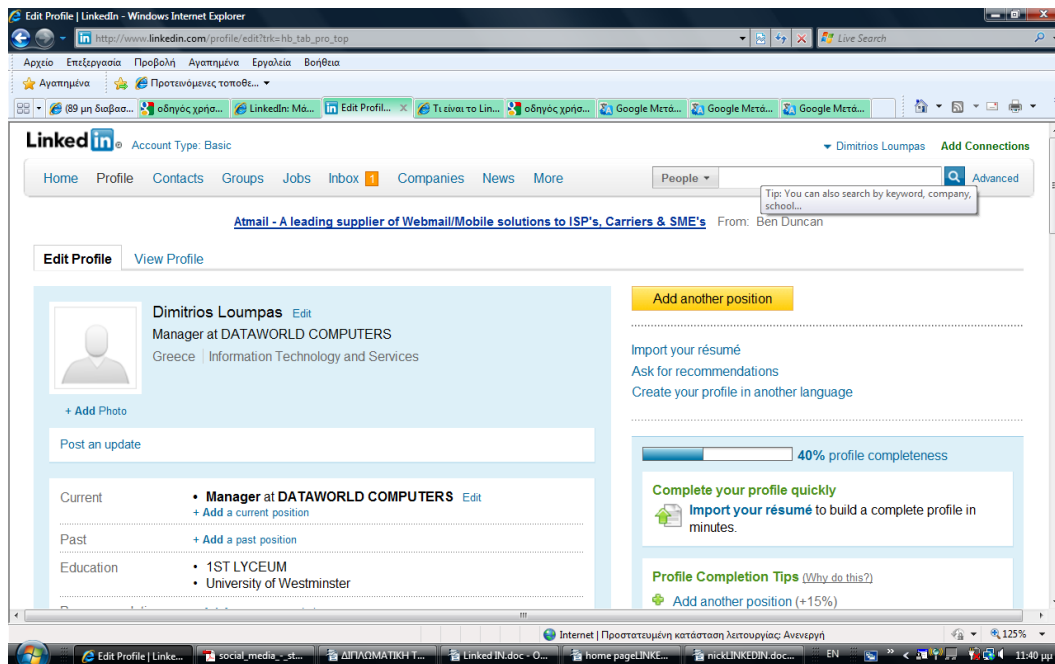 Edit Profile | LinkedIn - Windows Internet Explorer
http://www.linkedin.com/profile/edit?trk=hb_tab_pro_top
Live Search
Αρχείο Επεξεργασία Προβολή Αγαπημένα Εργαλεία Βοήθεια
Αγαπημένα Προτεινόμενες τοποθε...
(89 μη διαβασ... οδηγός χρήσ... LinkedIn: Μά... Edit Profil... Τι είναι το Lin... οδηγός χρήσ... Google Μετά... Google Μετά... Google Μετά...
Linked in Account Type: Basic
Dimitrios Loumpas Add Connections
Home Profile Contacts Groups Jobs Inbox 1 Companies News More People Advanced
Tip: You can also search by keyword, company,
school...
Atmail - A leading supplier of Webmail/Mobile solutions to ISP's, Carriers & SME's From: Ben Duncan
Edit Profile View Profile
Dimitrios Loumpas Edit
Manager at DATAWORLD COMPUTERS
Greece Information Technology and Services
+ Add Photo
Post an update
Current • Manager at DATAWORLD COMPUTERS Edit
+ Add a current position
Past + Add a past position
Education • 1ST LYCEUM
• University of Westminster
Add another position
Import your résumé
Ask for recommendations
Create your profile in another language
40% profile completeness
Complete your profile quickly
Import your résumé to build a complete profile in
minutes.
Profile Completion Tips (Why do this?)
Add another position (+15%)
Internet | Προστατευμένη κατάσταση λειτουργίας: Ανενεργή 125%
Edit Profile | Linke... social_media_-_st... ΔΙΠΛΩΜΑΤΙΚΗ Τ... Linked IN.doc - O... home pageLINKE... nickLINKEDIN.doc... EN 11:40 μμ